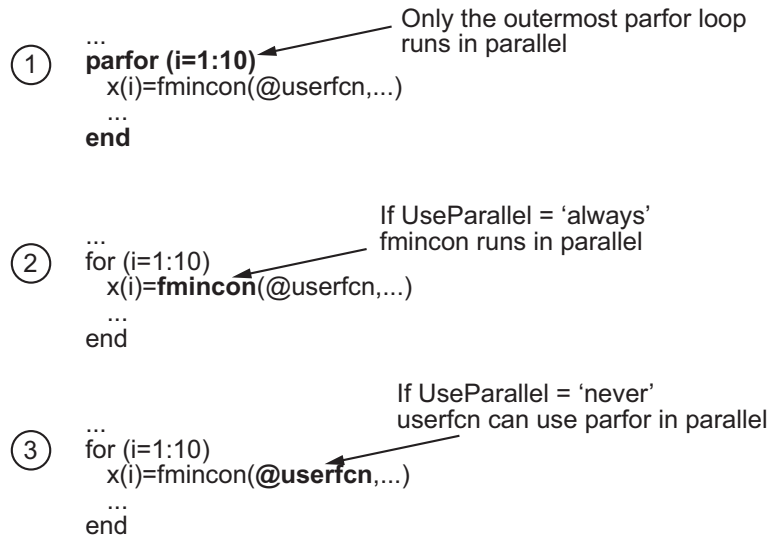 Only the outermost parfor loop
runs in parallel
1
...
parfor (i=1:10)
x(i)=fmincon(@userfcn,...)
...
end
If UseParallel = ‘always’
fmincon runs in parallel
2
...
for (i=1:10)
x(i)=fmincon(@userfcn,...)
...
end
If UseParallel = ‘never’
userfcn can use parfor in parallel
3
...
for (i=1:10)
x(i)=fmincon(@userfcn,...)
...
end